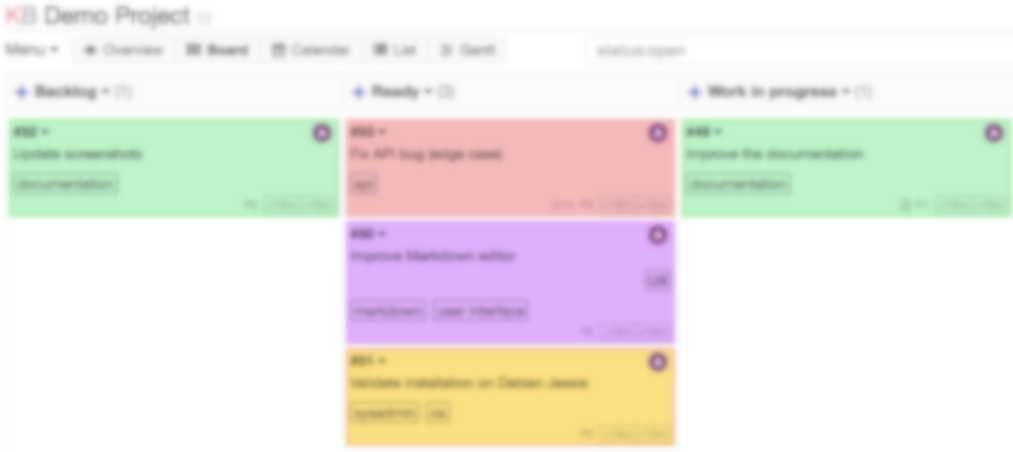 KB Demo Project
Menu Overview Board Calendar List Gantt status:open
Backlog (1)
#52
Update screenshots
documentation
Ready (3)
#53
Fix API bug (edge case)
api
#50
Improve Markdown editor
UX
markdown user interface
#51
Validate installation on Debian Jessie
sysadmin os
Work in progress (1)
#49
Improve the documentation
documentation